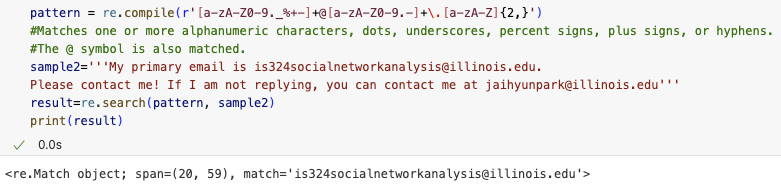 pattern = re.compile(r'[a-zA-Z0-9._%+-]+@[a-zA-Z0-9.-]+\.[a-zA-Z]{2,}')
#Matches one or more alphanumeric characters, dots, underscores, percent signs, plus signs, or hyphens.
#The @ symbol is also matched.
sample2='''My primary email is is324socialnetworkanalysis@illinois.edu.
Please contact me! If I am not replying, you can contact me at jaihyunpark@illinois.edu'''
result=re.search(pattern, sample2)
print(result)
✓ 0.0s
<re.Match object; span=(20, 59), match='is324socialnetworkanalysis@illinois.edu'>